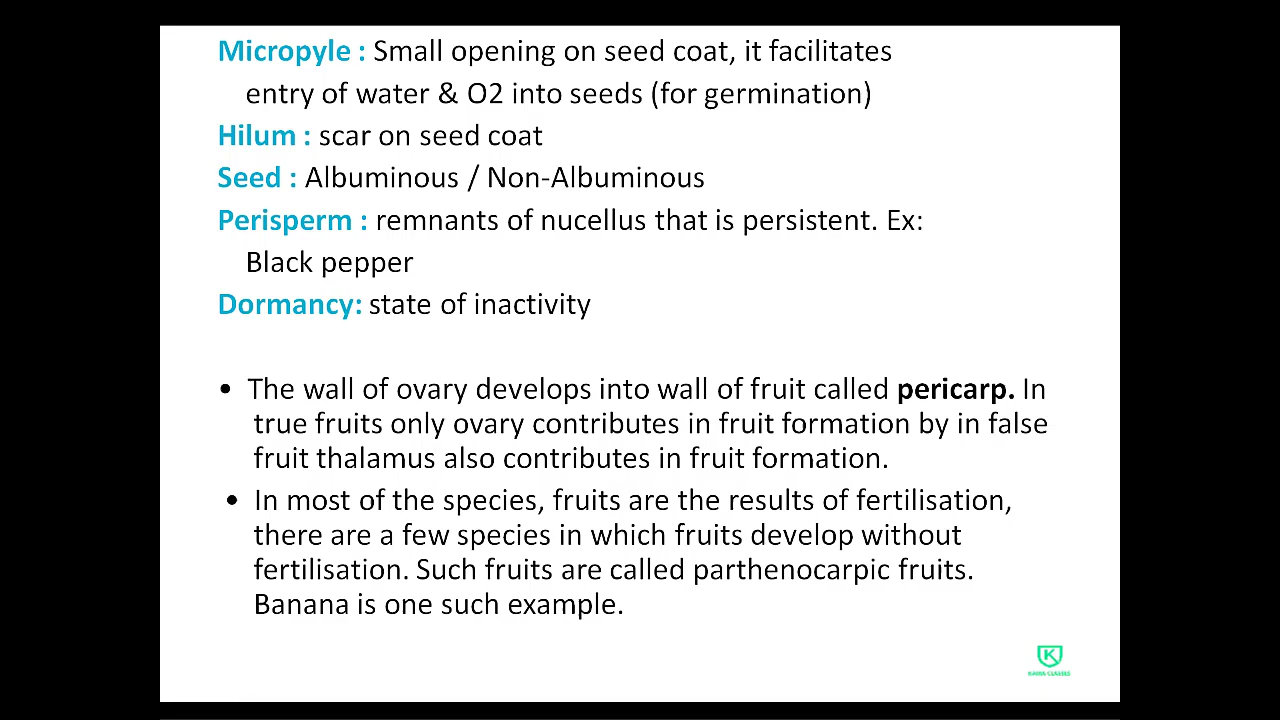 Micropyle : Small opening on seed coat, it facilitates
entry of water & O2 into seeds (for germination)
Hilum : scar on seed coat
Seed : Albuminous / Non-Albuminous
Perisperm : remnants of nucellus that is persistent. Ex:
Black pepper
Dormancy: state of inactivity
• The wall of ovary develops into wall of fruit called pericarp. In
true fruits only ovary contributes in fruit formation by in false
fruit thalamus also contributes in fruit formation.
• In most of the species, fruits are the results of fertilisation,
there are a few species in which fruits develop without
fertilisation. Such fruits are called parthenocarpic fruits.
Banana is one such example.
K